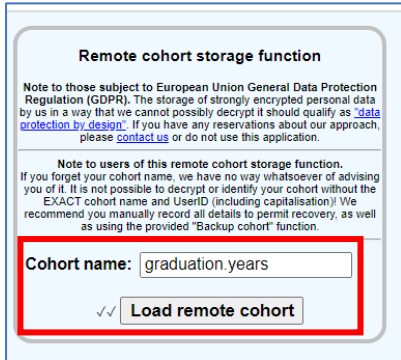 Remote cohort storage function
Note to those subject to European Union General Data Protection
Regulation (GDPR). The storage of strongly encrypted personal data
by us in a way that we cannot possibly decrypt it should qualify as "data
protection by design". If you have any reservations about our approach,
please contact us or do not use this application.
Note to users of this remote cohort storage function.
If you forget your cohort name, we have no way whatsoever of advising
you of it. It is not possible to decrypt or identify your cohort without the
EXACT cohort name and UserID (including capitalisation)! We
recommend you manually record all details to permit recovery, as well
as using the provided "Backup cohort" function.
Cohort name: graduation.years
✓✓ Load remote cohort